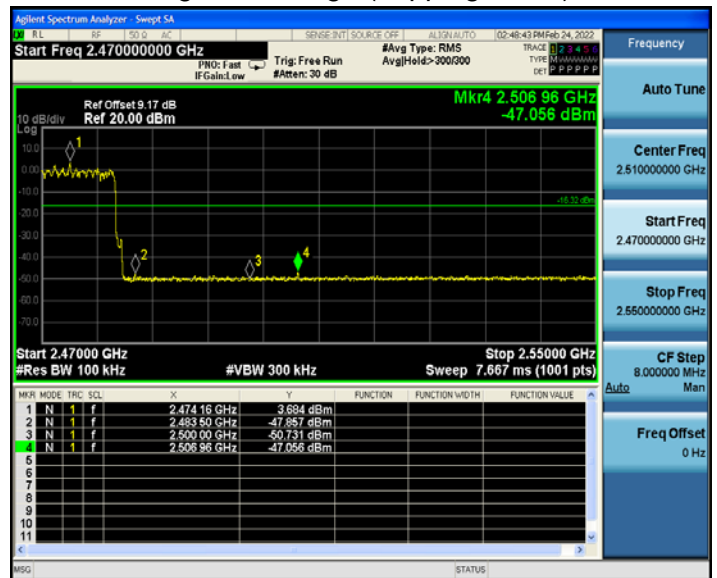 Agilent Spectrum Analyzer - Swept SA
RL RF 50 Ω AC SENSE:INT SOURCE OFF ALIGN AUTO 02:48:43 PM Feb 24, 2022
Start Freq 2.470000000 GHz
PNO: Fast
IFGain:Low
Trig: Free Run
#Atten: 30 dB
#Avg Type: RMS
Avg|Hold:>300/300
TRACE 1 2 3 4 5 6
TYPE M
DET P P P P P P
Frequency
Auto Tune
Center Freq
2.510000000 GHz
Start Freq
2.470000000 GHz
Stop Freq
2.550000000 GHz
CF Step
8.000000 MHz
Auto Man
Freq Offset
0 Hz
Mkr4 2.506 96 GHz
-47.056 dBm
Ref Offset 9.17 dB
10 dB/div Ref 20.00 dBm
Log
10.0
0.00
-10.0
-20.0
-30.0
-40.0
-50.0
-60.0
-70.0
1
2
3
4
-16.32 dBm
Start 2.47000 GHz Stop 2.55000 GHz
#Res BW 100 kHz #VBW 300 kHz Sweep 7.667 ms (1001 pts)
MKR MODE TRC SCL X Y FUNCTION FUNCTION WIDTH FUNCTION VALUE
1 N 1 f 2.474 16 GHz 3.684 dBm
2 N 1 f 2.483 50 GHz -47.857 dBm
3 N 1 f 2.500 00 GHz -50.731 dBm
4 N 1 f 2.506 96 GHz -47.056 dBm
5
6
7
8
9
10
11
MSG STATUS